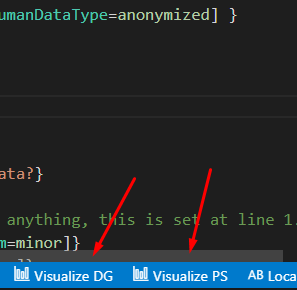 umanDataType=anonymized] }
ata?}
anything, this is set at line 1.
m=minor]}
Visualize DG Visualize PS AB Loca